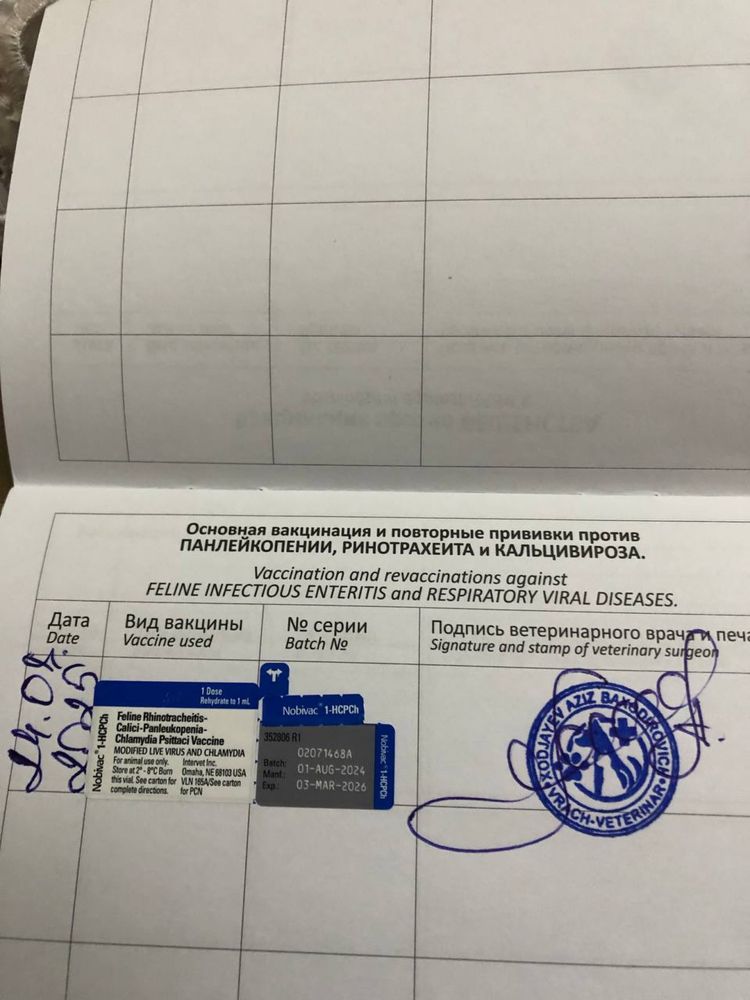 Основная вакцинация и повторные прививки против
ПАНЛЕЙКОПЕНИИ, РИНОТРАХЕИТА и КАЛЬЦИВИРОЗА.
Vaccination and revaccinations against
FELINE INFECTIOUS ENTERITIS and RESPIRATORY VIRAL DISEASES.
Дата
Date
Вид вакцины
Vaccine used
№ серии
Batch №
Подпись ветеринарного врача и печа
Signature and stamp of veterinary surgeon
2025
1 Dose
Rehydrate to 1 mL
Nobivac® 1-HCPCh
Feline Rhinotracheitis-
Calici-Panleukopenia-
Chlamydia Psittaci Vaccine
MODIFIED LIVE VIRUS AND CHLAMYDIA
For animal use only.
Store at 2° - 8°C Burn
this vial. See carton for
complete directions.
Intervet Inc.
Omaha, NE 68103 USA
VLN 165A/See carton
for PCN
Nobivac® 1-HCPCh
352806 R1
02071468A
Batch:
Manf.: 01-AUG-2024
Exp.: 03-MAR-2026
Nobivac® 1-HCPCh
XODJAYEV AZIZ BAXODIROVICH
VRACH-VETERINAR